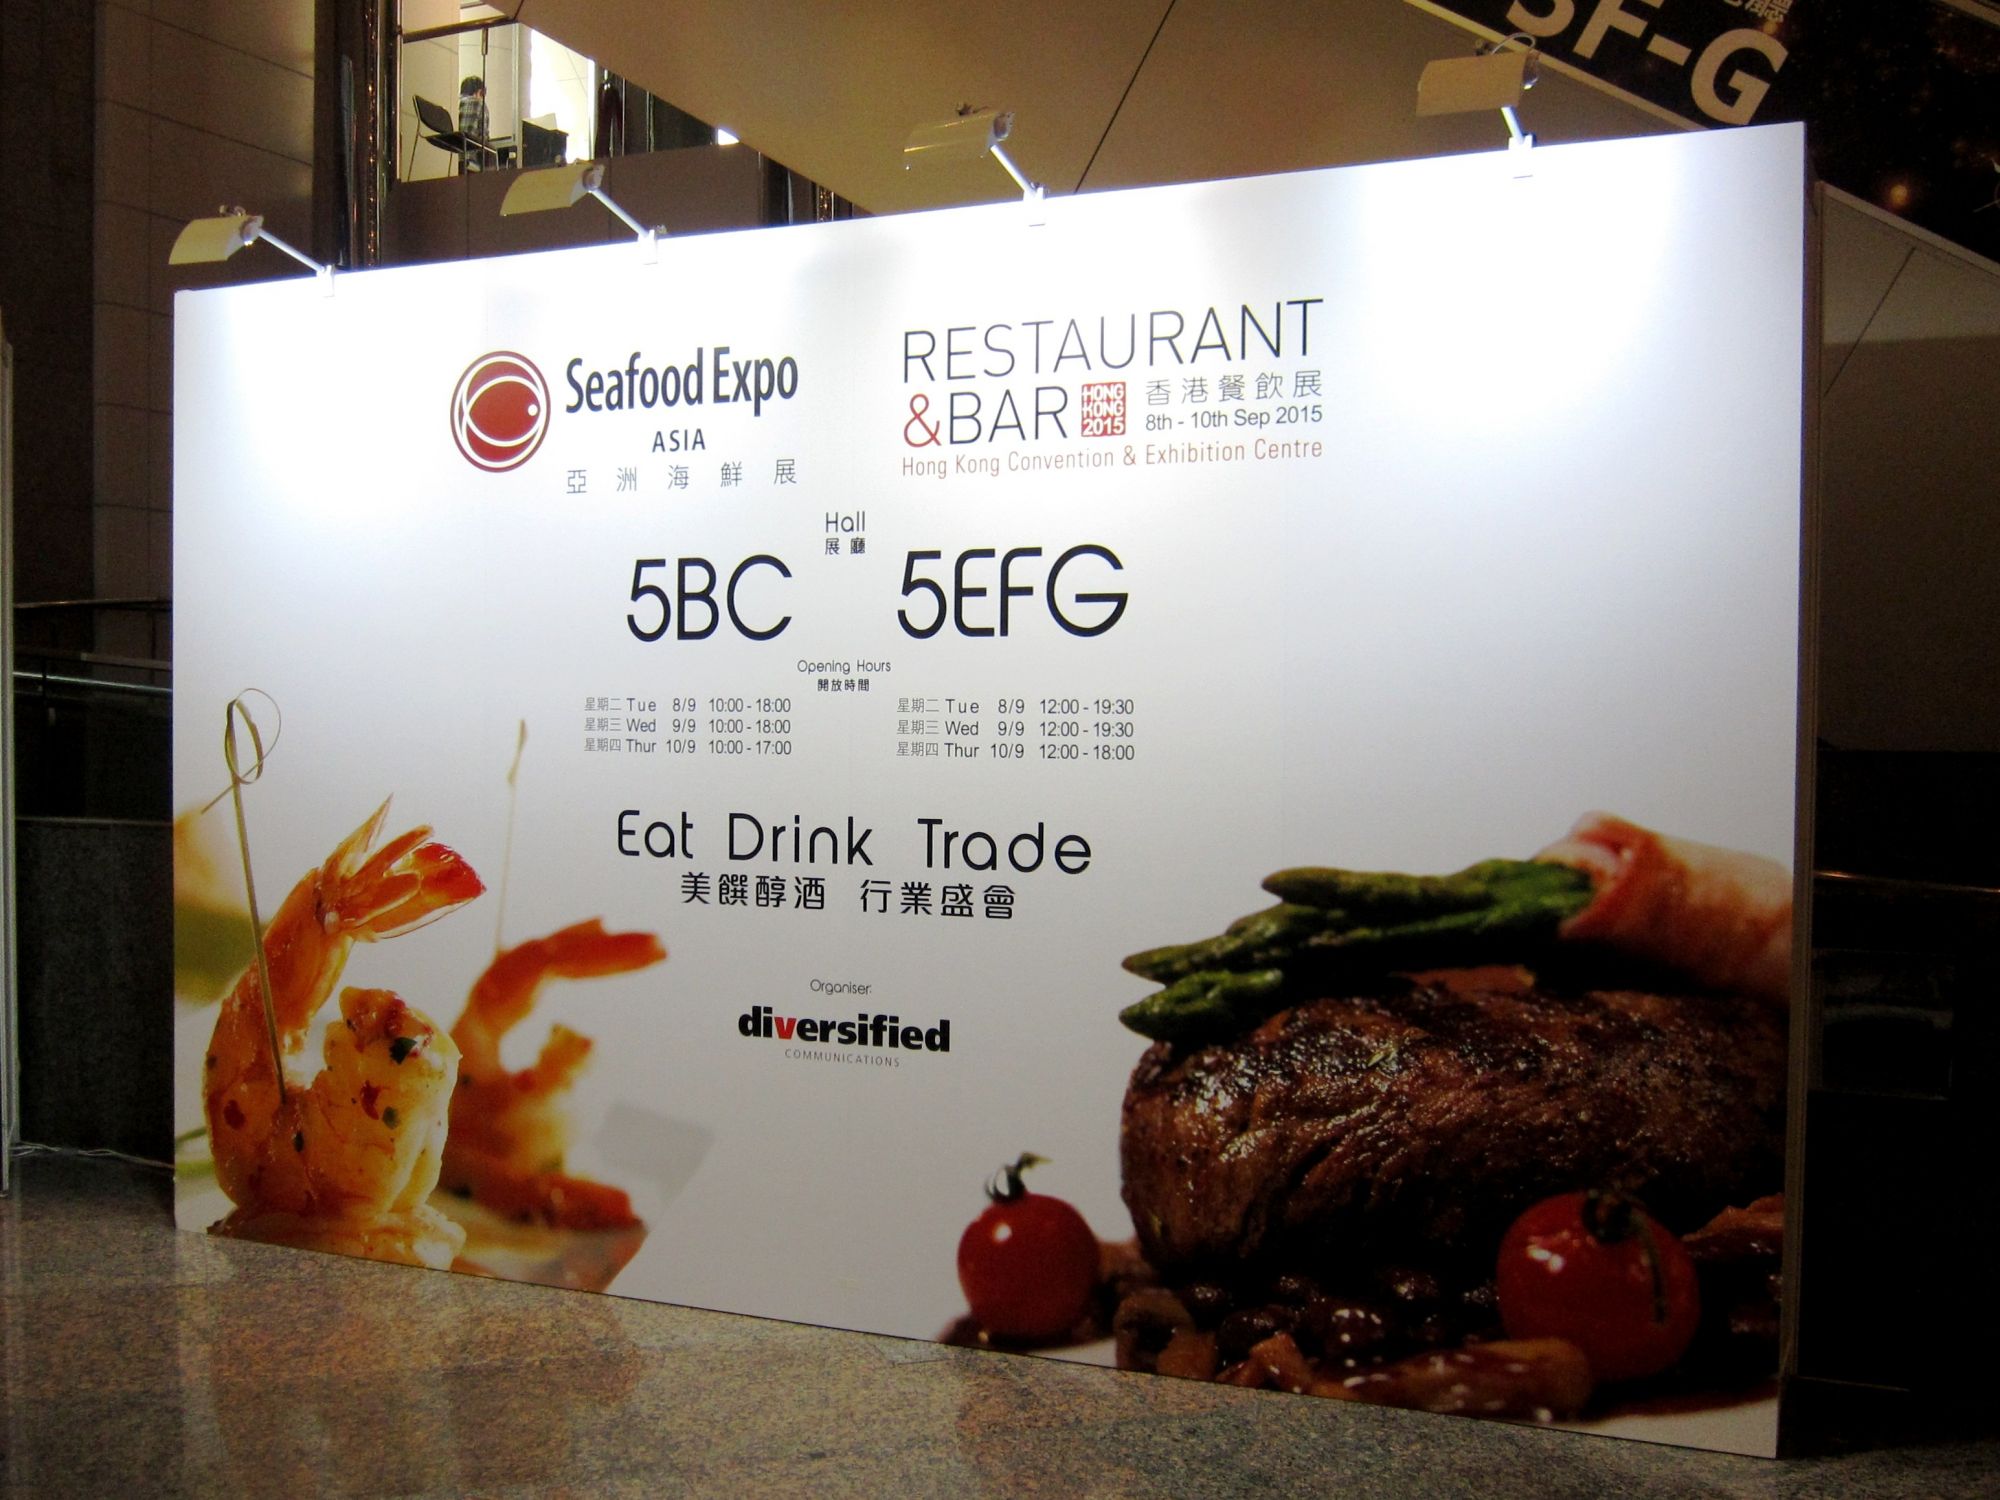 5F-G
Seafood Expo
ASIA
亞洲海鮮展
RESTAURANT
&BAR
HONG
KONG
2015
香港餐飲展
8th - 10th Sep 2015
Hong Kong Convention & Exhibition Centre
Hall
展廳
5BC
5EFG
Opening Hours
開放時間
星期二 Tue 8/9 10:00 - 18:00
星期三 Wed 9/9 10:00 - 18:00
星期四 Thur 10/9 10:00 - 17:00
星期二 Tue 8/9 12:00 - 19:30
星期三 Wed 9/9 12:00 - 19:30
星期四 Thur 10/9 12:00 - 18:00
Eat Drink Trade
美饌醇酒 行業盛會
Organiser:
diversified
COMMUNICATIONS